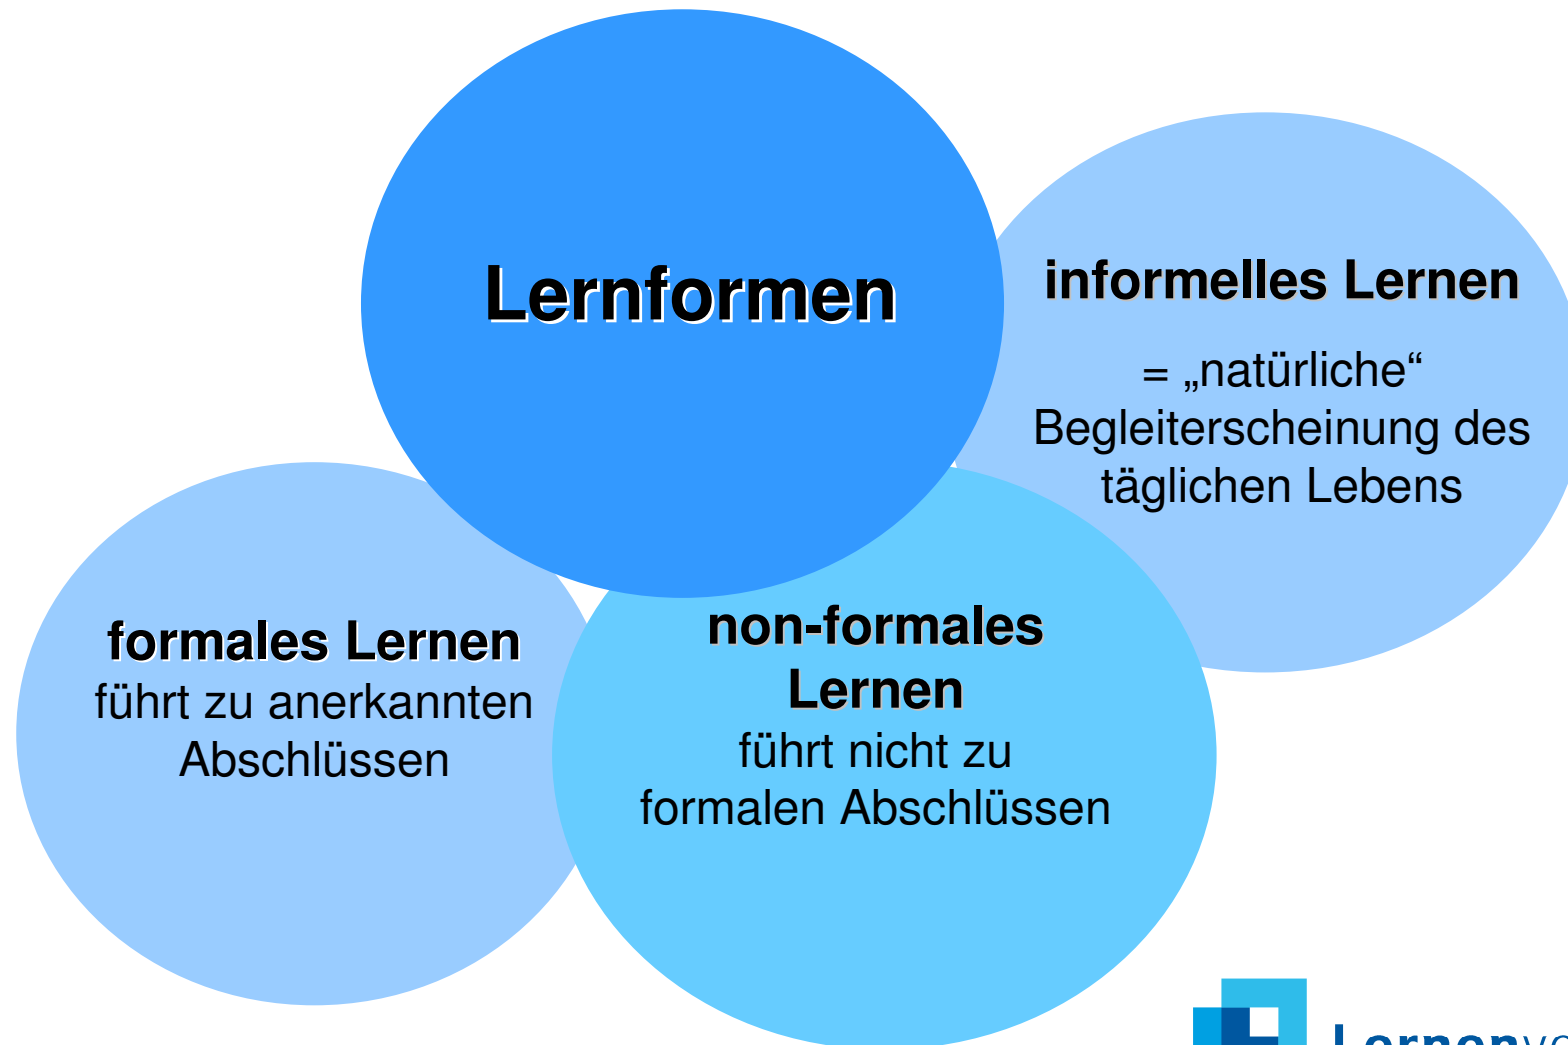 Lernformen
informelles Lernen
= „natürliche“
Begleiterscheinung des
täglichen Lebens
formales Lernen
führt zu anerkannten
Abschlüssen
non-formales
Lernen
führt nicht zu
formalen Abschlüssen